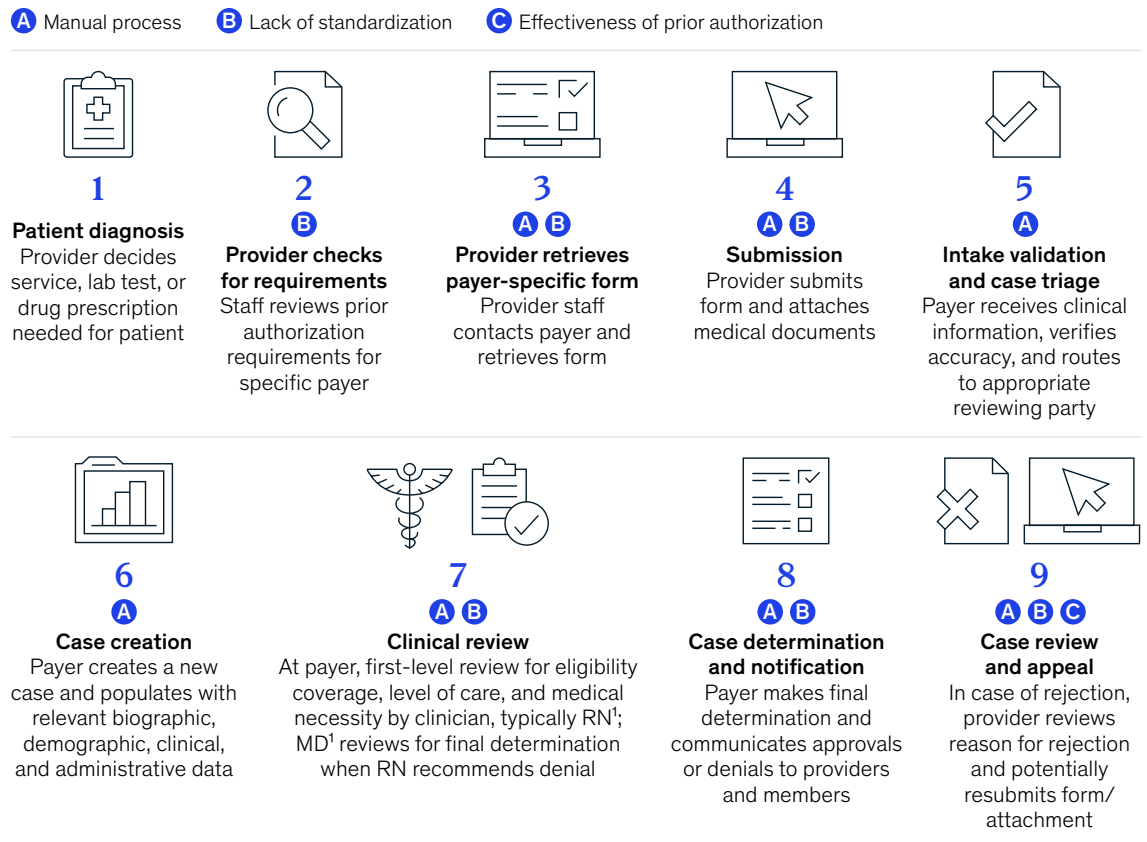 A Manual process B Lack of standardization C Effectiveness of prior authorization
1
Patient diagnosis
Provider decides
service, lab test, or
drug prescription
needed for patient
2
B
Provider checks
for requirements
Staff reviews prior
authorization
requirements for
specific payer
3
A B
Provider retrieves
payer-specific form
Provider staff
contacts payer and
retrieves form
4
A B
Submission
Provider submits
form and attaches
medical documents
5
A
Intake validation
and case triage
Payer receives clinical
information, verifies
accuracy, and routes
to appropriate
reviewing party
6
A
Case creation
Payer creates a new
case and populates with
relevant biographic,
demographic, clinical,
and administrative data
7
A B
Clinical review
At payer, first-level review for eligibility
coverage, level of care, and medical
necessity by clinician, typically RN¹;
MD¹ reviews for final determination
when RN recommends denial
8
A B
Case determination
and notification
Payer makes final
determination and
communicates approvals
or denials to providers
and members
9
A B C
Case review
and appeal
In case of rejection,
provider reviews
reason for rejection
and potentially
resubmits form/
attachment